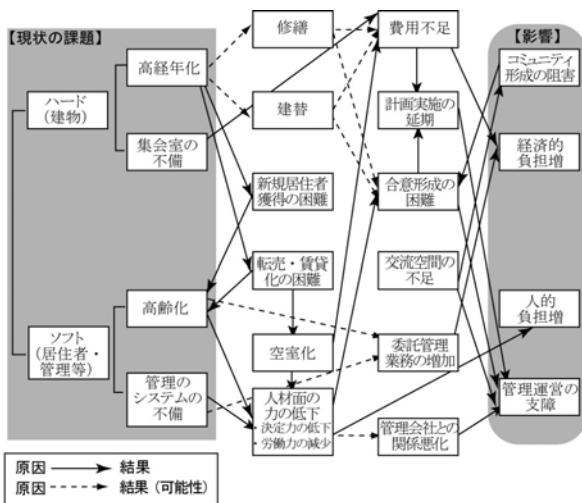 【現状の課題】
ハード
（建物）
高経年化
集会室の
不備
ソフト
（居住者・
管理等）
高齢化
管理の
システムの
不備
修繕
建替
新規居住者
獲得の困難
転売・賃貸
化の困難
空室化
人材面の
力の低下
・決定力の低下
・労働力の減少
費用不足
計画実施の
延期
合意形成の
困難
交流空間の
不足
委託管理
業務の増加
管理会社との
関係悪化
【影響】
コミュニティ
形成の阻害
経済的
負担増
人的
負担増
管理運営の
支障
原因 結果
原因 結果（可能性）